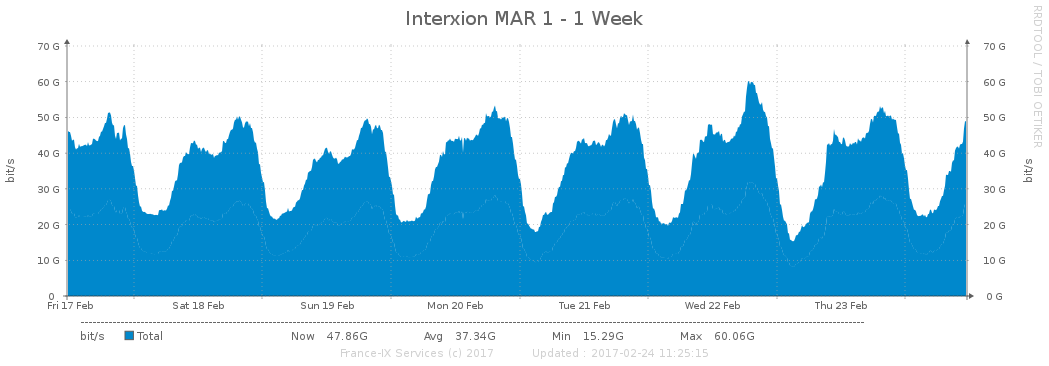 Interxion MAR 1 - 1 Week
RRDTOOL / TOBI OETIKER
bit/s
70 G 70 G
60 G 60 G
50 G 50 G
40 G 40 G
30 G 30 G
20 G 20 G
10 G 10 G
0 0 G
bit/s
Fri 17 Feb Sat 18 Feb Sun 19 Feb Mon 20 Feb Tue 21 Feb Wed 22 Feb Thu 23 Feb
bit/s Total Now 47.86G Avg 37.34G Min 15.29G Max 60.06G
France-IX Services (c) 2017 Updated : 2017-02-24 11:25:15